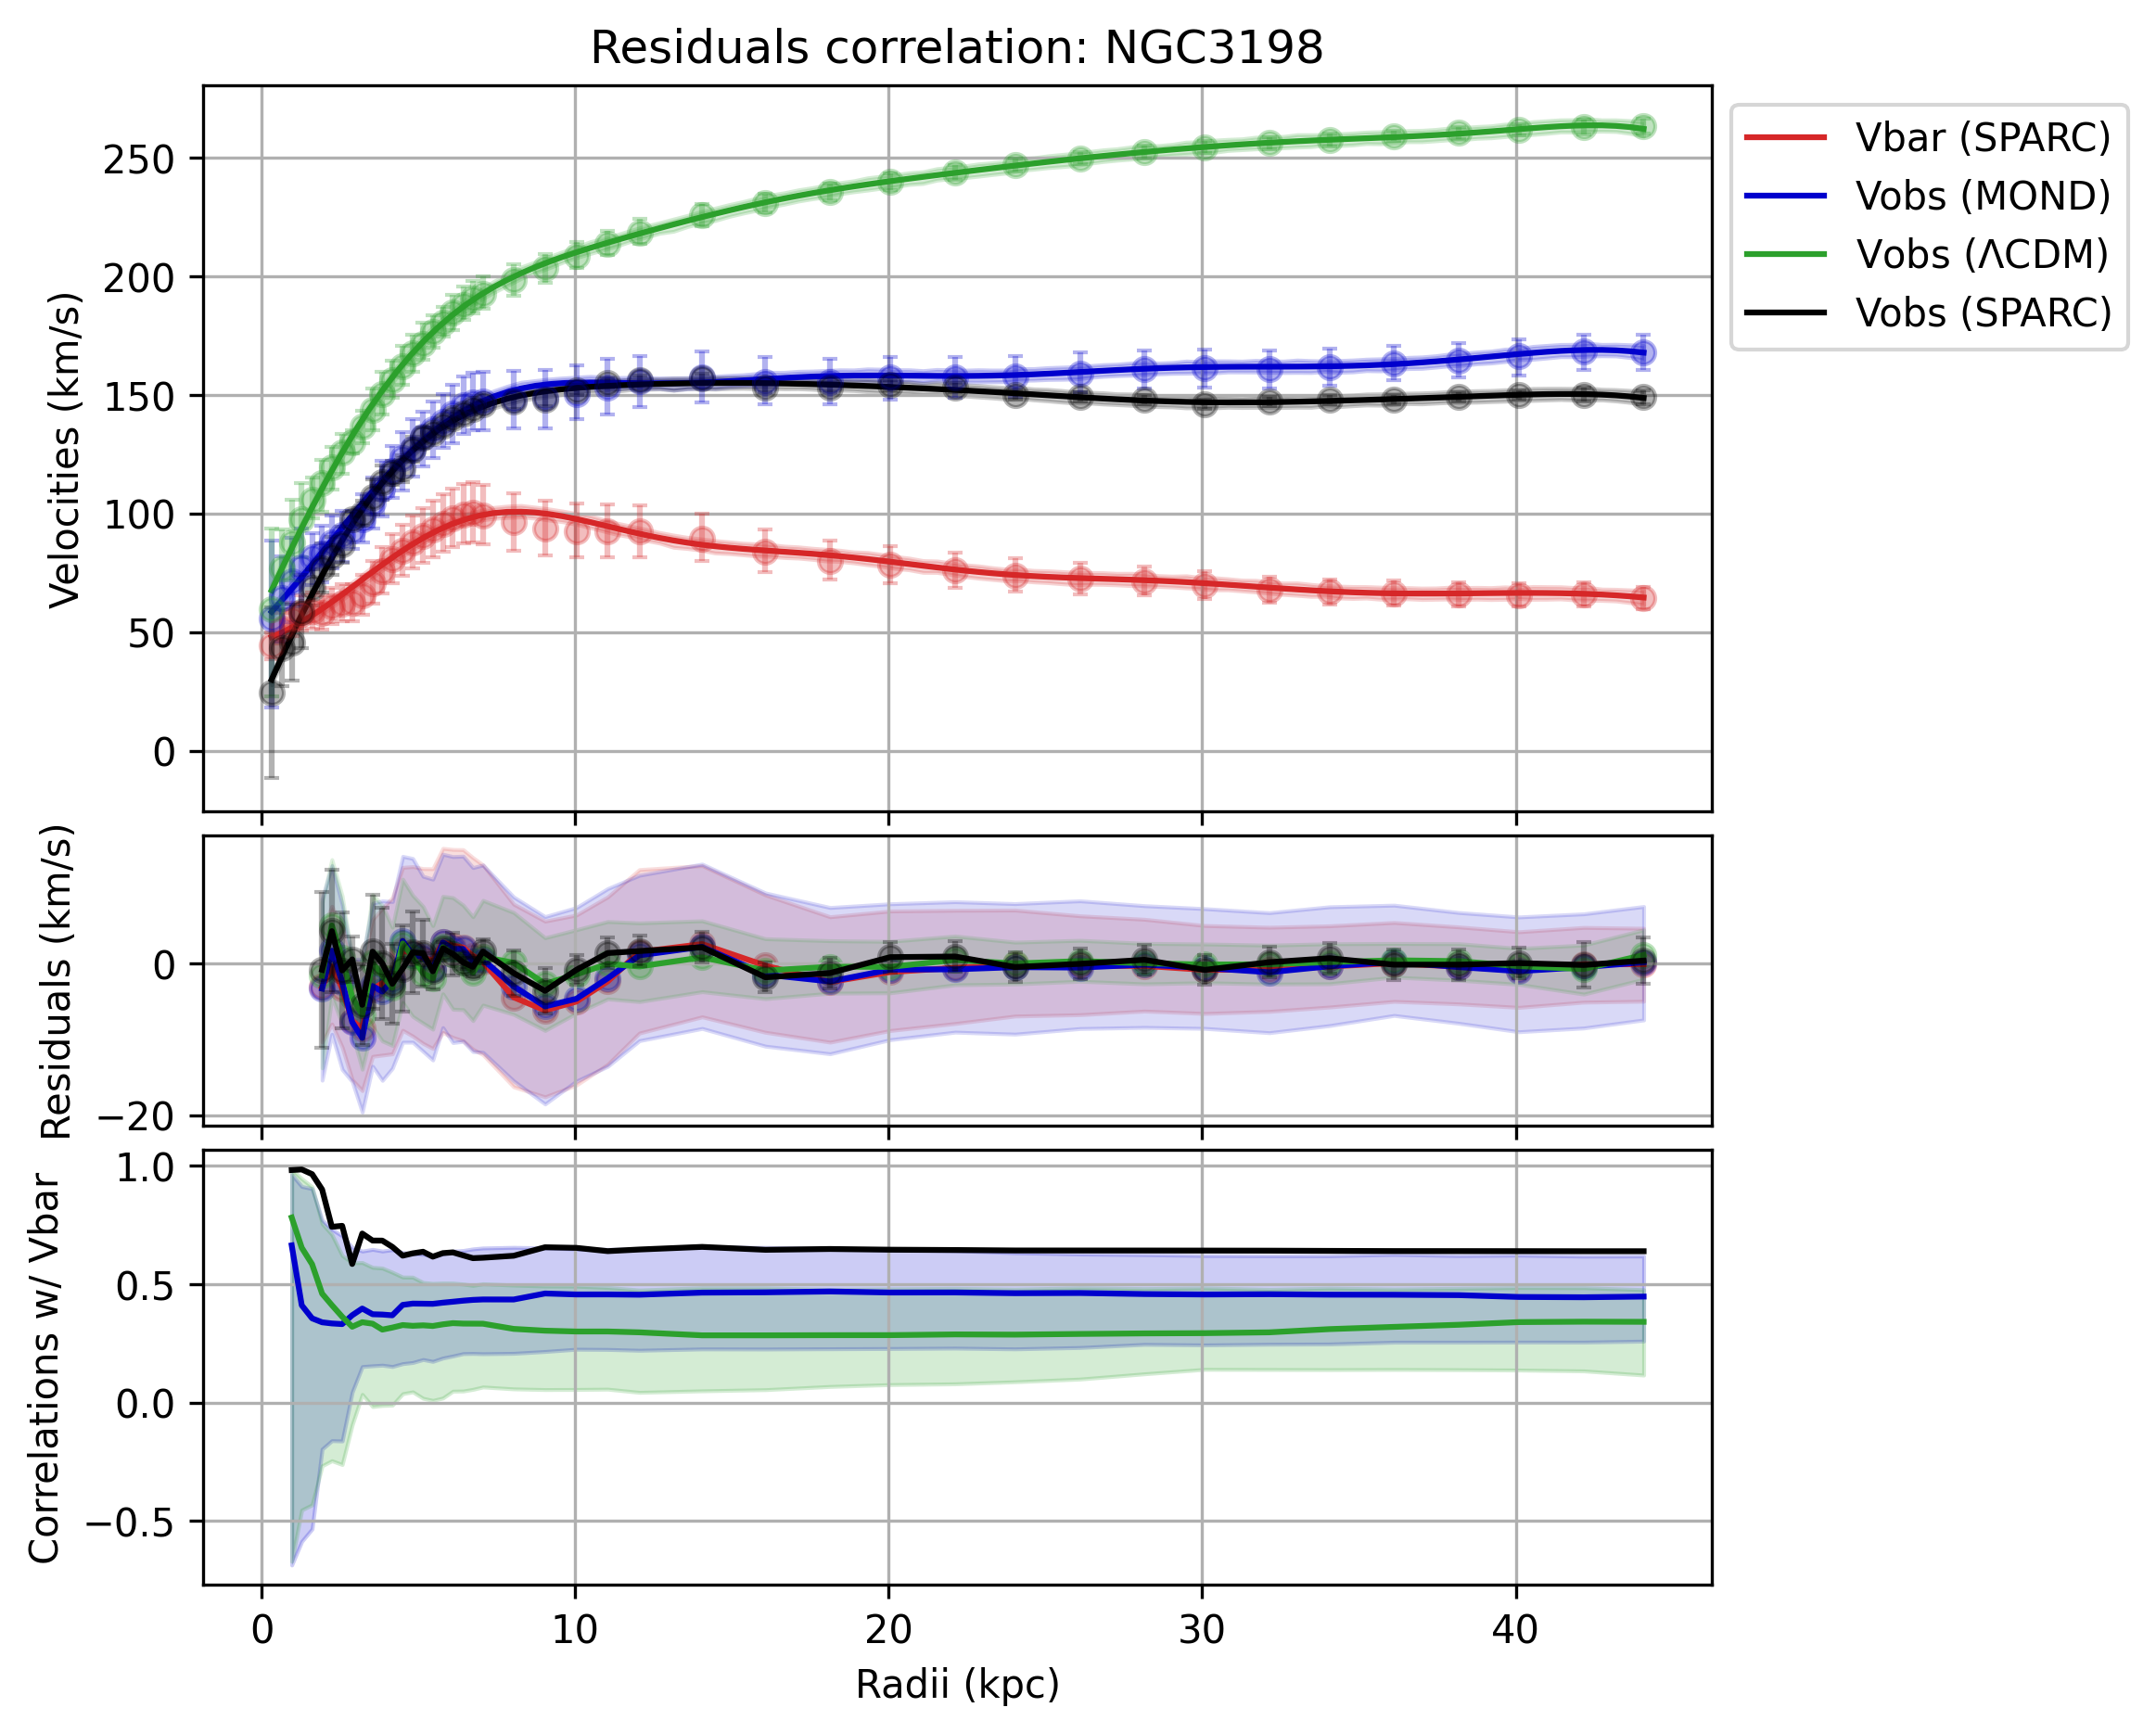 Residuals correlation: NGC3198
Velocities (km/s)
250
200
150
100
50
0
Vbar (SPARC)
Vobs (MOND)
Vobs (ΛCDM)
Vobs (SPARC)
Residuals (km/s)
0
−20
Correlations w/ Vbar
1.0
0.5
0.0
−0.5
0 10 20 30 40
Radii (kpc)